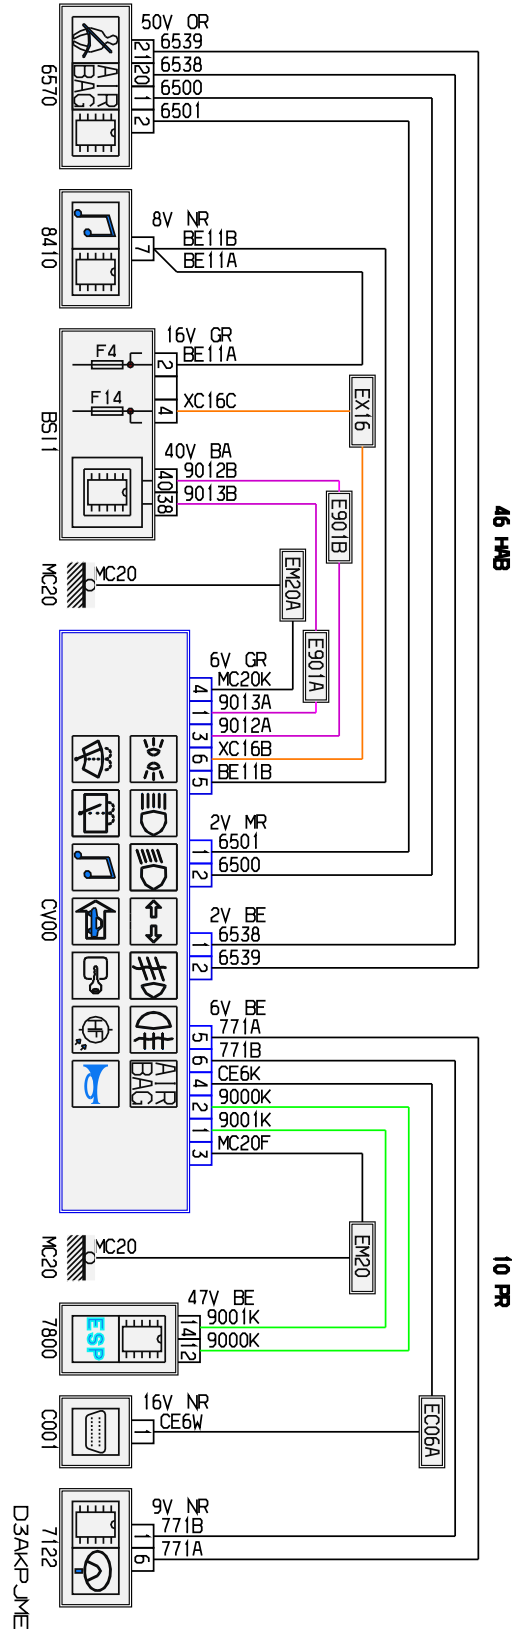 50V OR
6539
6538
6500
6501
21
20
1
2
AIR
BAG
6570
8V NR
BE11B
BE11A
7
8410
16V GR
BE11A
2
F4
F14
XC16C
4
EX16
BSI1
40V BA
9012B
9013B
40
38
E901B
46 HAB
MC20
MC20
EM20A
E901A
6V GR
MC20K
9013A
9012A
XC16B
BE11B
4
1
3
6
5
2V MR
6501
6500
1
2
CV00
2V BE
6538
6539
1
2
6V BE
771A
771B
CE6K
9000K
9001K
MC20F
5
6
4
2
1
3
HF
AIR
BAG
MC20
MC20
EM20
10 PR
47V BE
9001K
9000K
14
12
ESP
7800
16V NR
CE6W
1
C001
EC06A
9V NR
771B
771A
1
6
7122
D3AKPJME